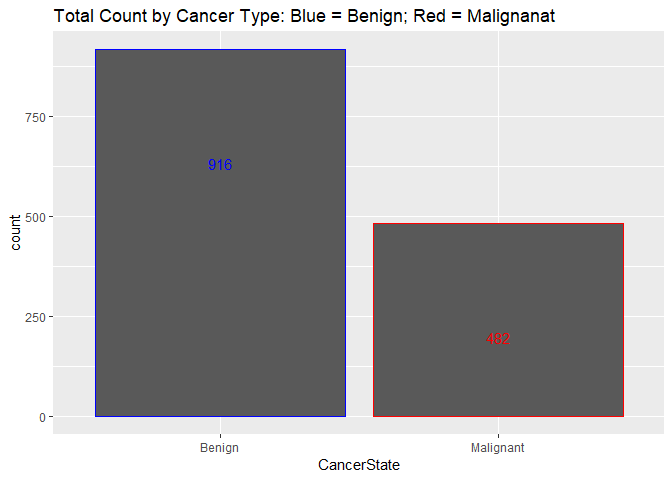 Total Count by Cancer Type: Blue = Benign; Red = Malignanat
count
750
500
250
0
916
482
Benign
Malignant
CancerState